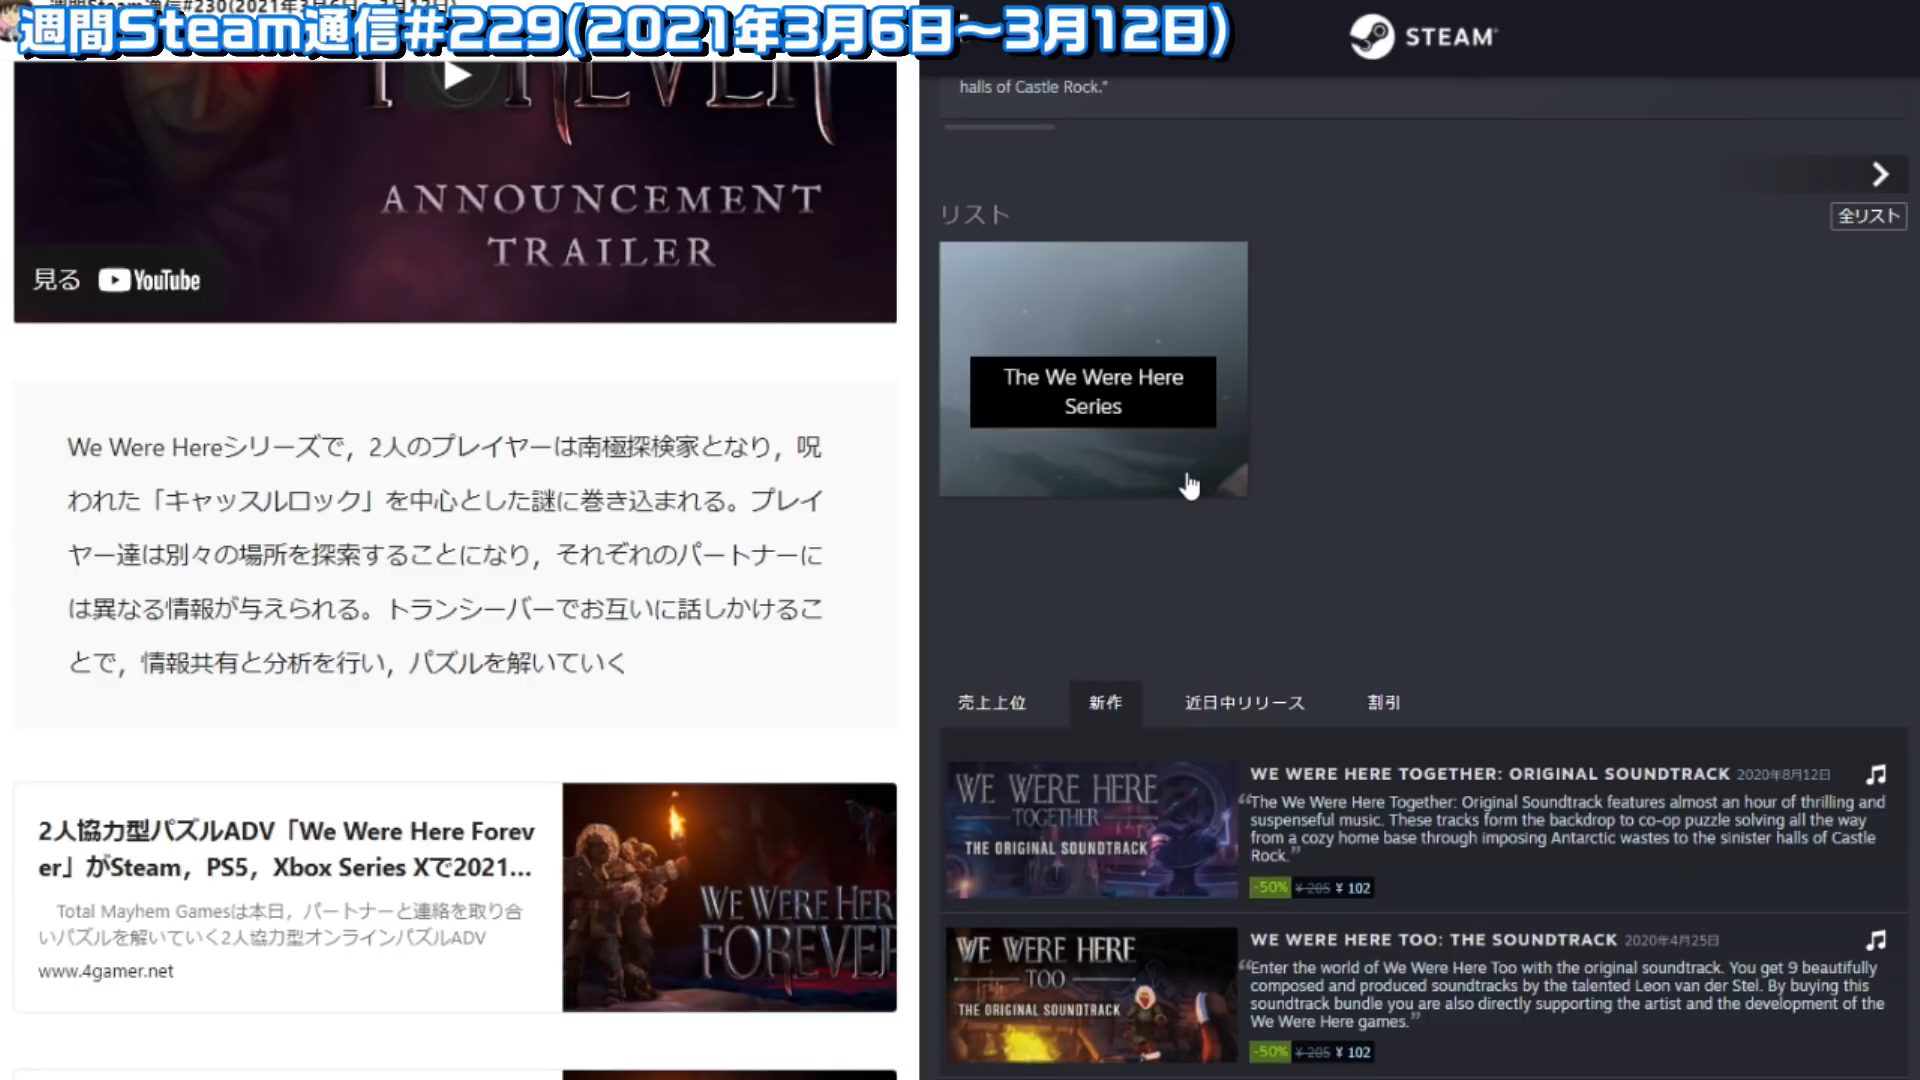 週間Steam通信#229(2021年3月6日～3月12日)
FOREVER
ANNOUNCEMENT
TRAILER
見る YouTube
We Were Hereシリーズで，2人のプレイヤーは南極探検家となり，呪
われた「キャッスルロック」を中心とした謎に巻き込まれる。プレイ
ヤー達は別々の場所を探索することになり，それぞれのパートナーに
は異なる情報が与えられる。トランシーバーでお互いに話しかけるこ
とで，情報共有と分析を行い，パズルを解いていく
2人協力型パズルADV「We Were Here Forev
er」がSteam，PS5，Xbox Series Xで2021...
Total Mayhem Gamesは本日，パートナーと連絡を取り合
いパズルを解いていく2人協力型オンラインパズルADV
www.4gamer.net
WE WERE HER
FOREVER
STEAM
halls of Castle Rock."
リスト
全リスト
The We Were Here
Series
売上上位 新作 近日中リリース 割引
WE WERE HERE
TOGETHER
THE ORIGINAL SOUNDTRACK
WE WERE HERE TOGETHER: ORIGINAL SOUNDTRACK 2020年8月12日
“The We Were Here Together: Original Soundtrack features almost an hour of thrilling and
suspenseful music. These tracks form the backdrop to co-op puzzle solving all the way
from a cozy home base through imposing Antarctic wastes to the sinister halls of Castle
Rock.”
-50% ¥ 205 ¥ 102
WE WERE HERE
TOO
THE ORIGINAL SOUNDTRACK
WE WERE HERE TOO: THE SOUNDTRACK 2020年4月25日
“Enter the world of We Were Here Too with the original soundtrack. You get 9 beautifully
composed and produced soundtracks by the talented Leon van der Stel. By buying this
soundtrack bundle you are also directly supporting the artist and the development of the
We Were Here games.”
-50% ¥ 205 ¥ 102